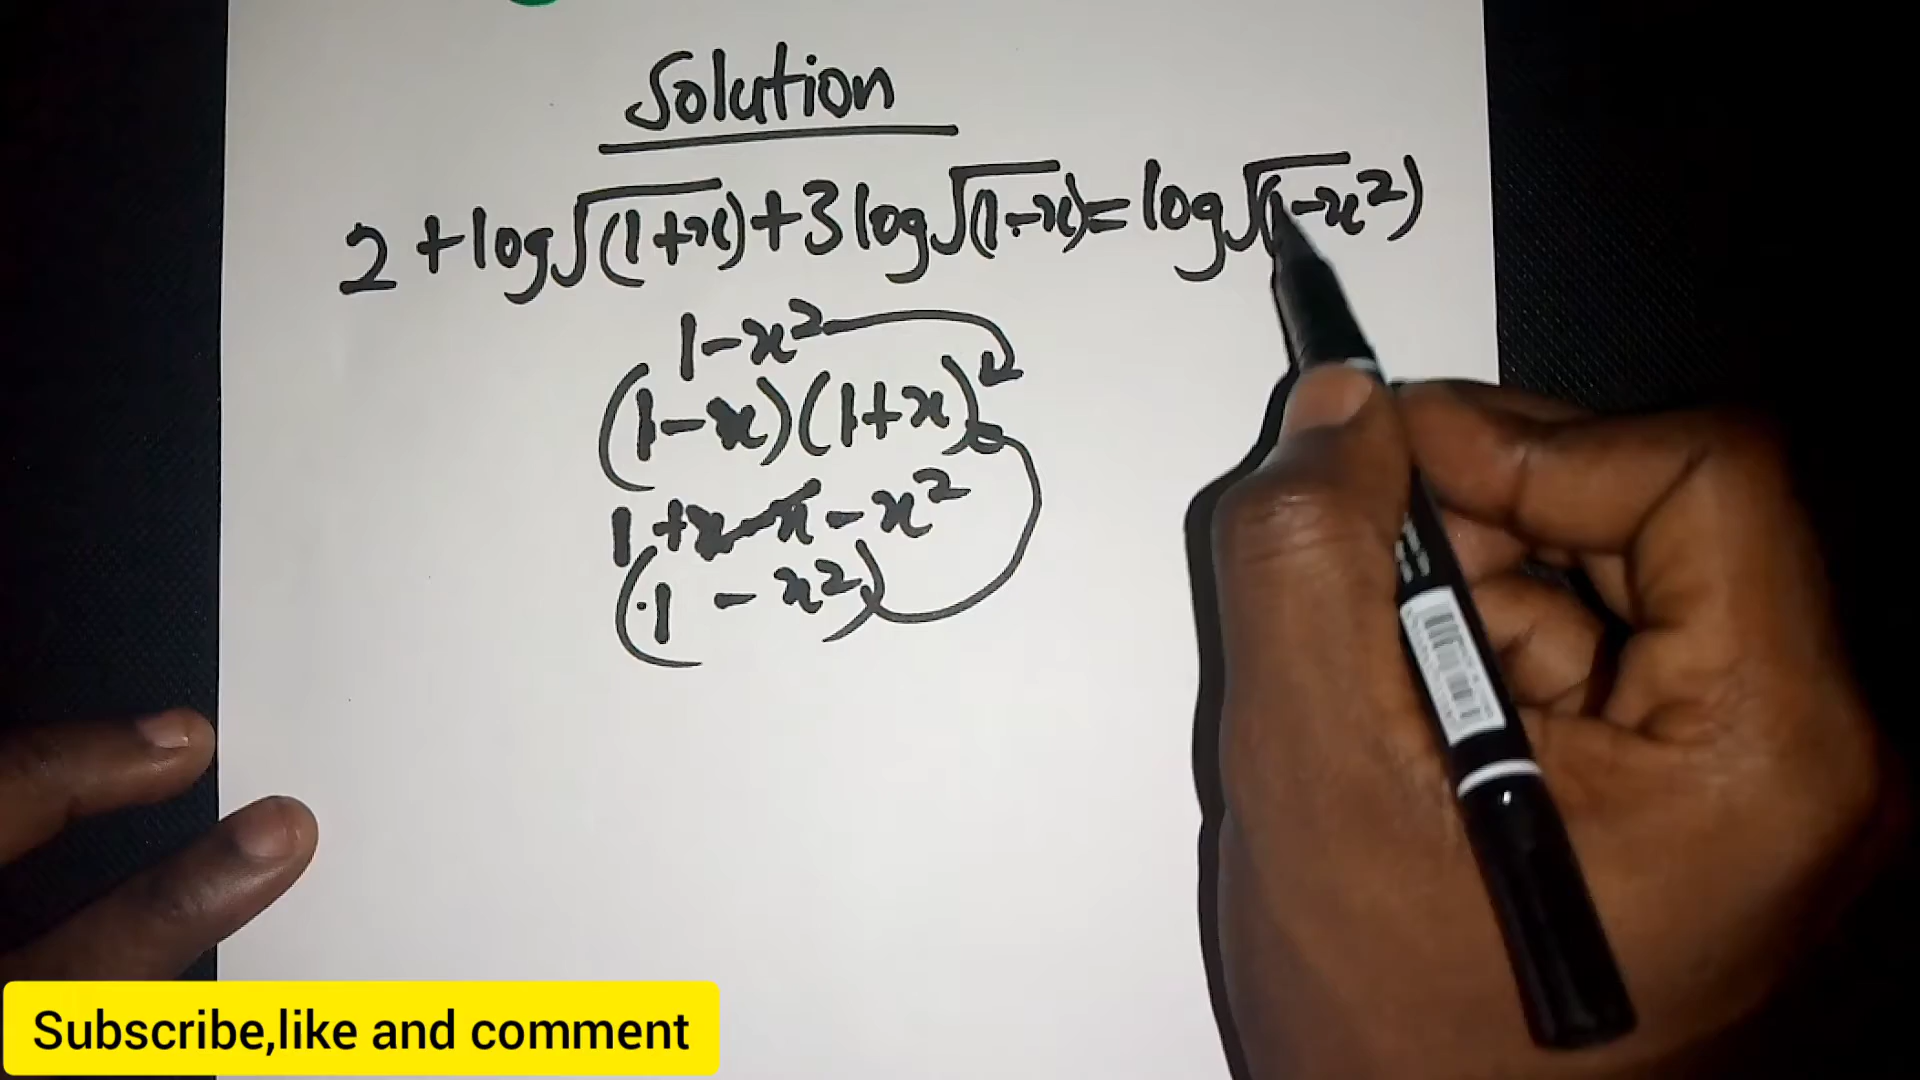 Solution
2 + log√(1+x) + 3 log√(1-x) = log√(1-x²)
1-x²
(1-x)(1+x)
1+x-x-x²
(1 - x²)
Subscribe,like and comment